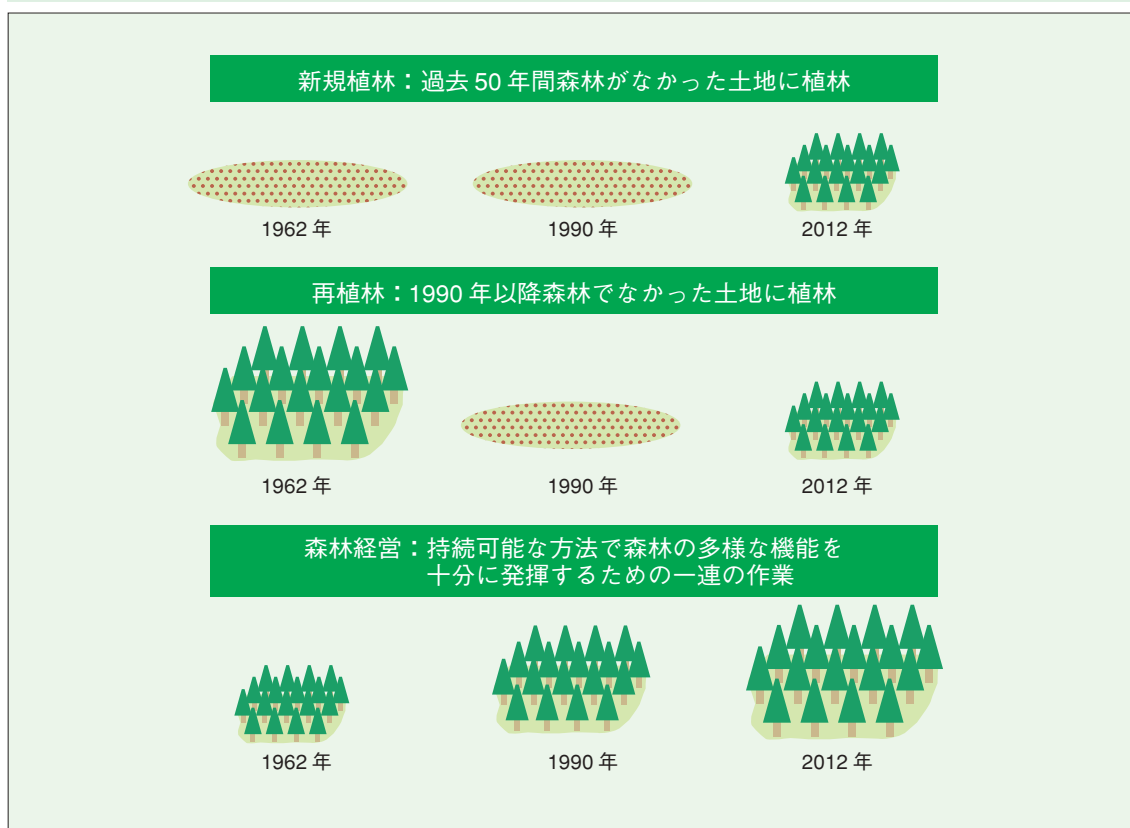 新規植林：過去 50 年間森林がなかった土地に植林
1962 年
1990 年
2012 年
再植林：1990 年以降森林でなかった土地に植林
1962 年
1990 年
2012 年
森林経営：持続可能な方法で森林の多様な機能を
十分に発揮するための一連の作業
1962 年
1990 年
2012 年